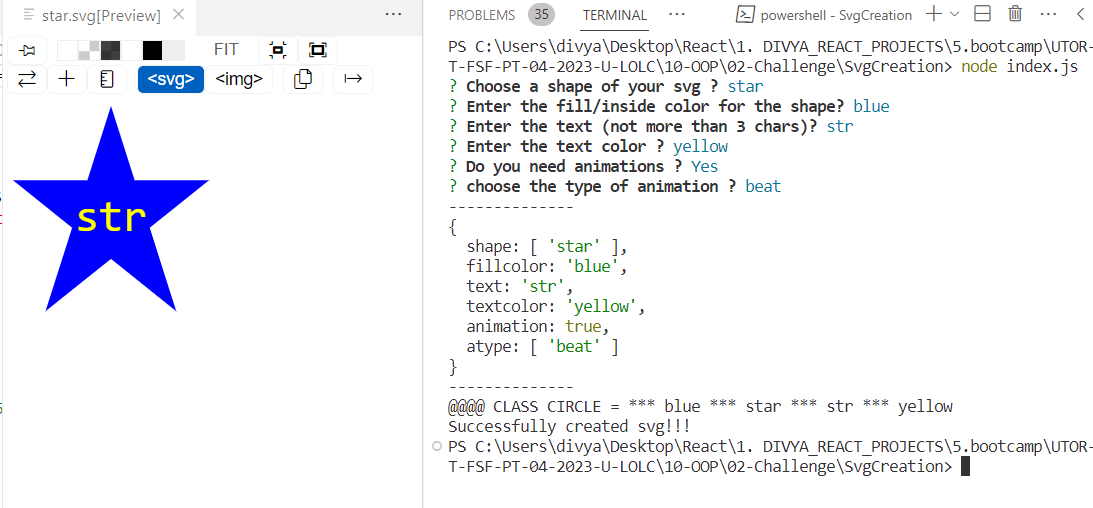 star.svg[Preview]
FIT
<svg>
<img>
str
PROBLEMS 35 TERMINAL ··· powershell - SvgCreation
PS C:\Users\divya\Desktop\React\1. DIVYA_REACT_PROJECTS\5.bootcamp\UTOR-
T-FSF-PT-04-2023-U-LOLC\10-OOP\02-Challenge\SvgCreation> node index.js
? Choose a shape of your svg ? star
? Enter the fill/inside color for the shape? blue
? Enter the text (not more than 3 chars)? str
? Enter the text color ? yellow
? Do you need animations ? Yes
? choose the type of animation ? beat
--------------
{
  shape: [ 'star' ],
  fillcolor: 'blue',
  text: 'str',
  textcolor: 'yellow',
  animation: true,
  atype: [ 'beat' ]
}
--------------
@@@@ CLASS CIRCLE = *** blue *** star *** str *** yellow
Successfully created svg!!!
PS C:\Users\divya\Desktop\React\1. DIVYA_REACT_PROJECTS\5.bootcamp\UTOR-
T-FSF-PT-04-2023-U-LOLC\10-OOP\02-Challenge\SvgCreation>